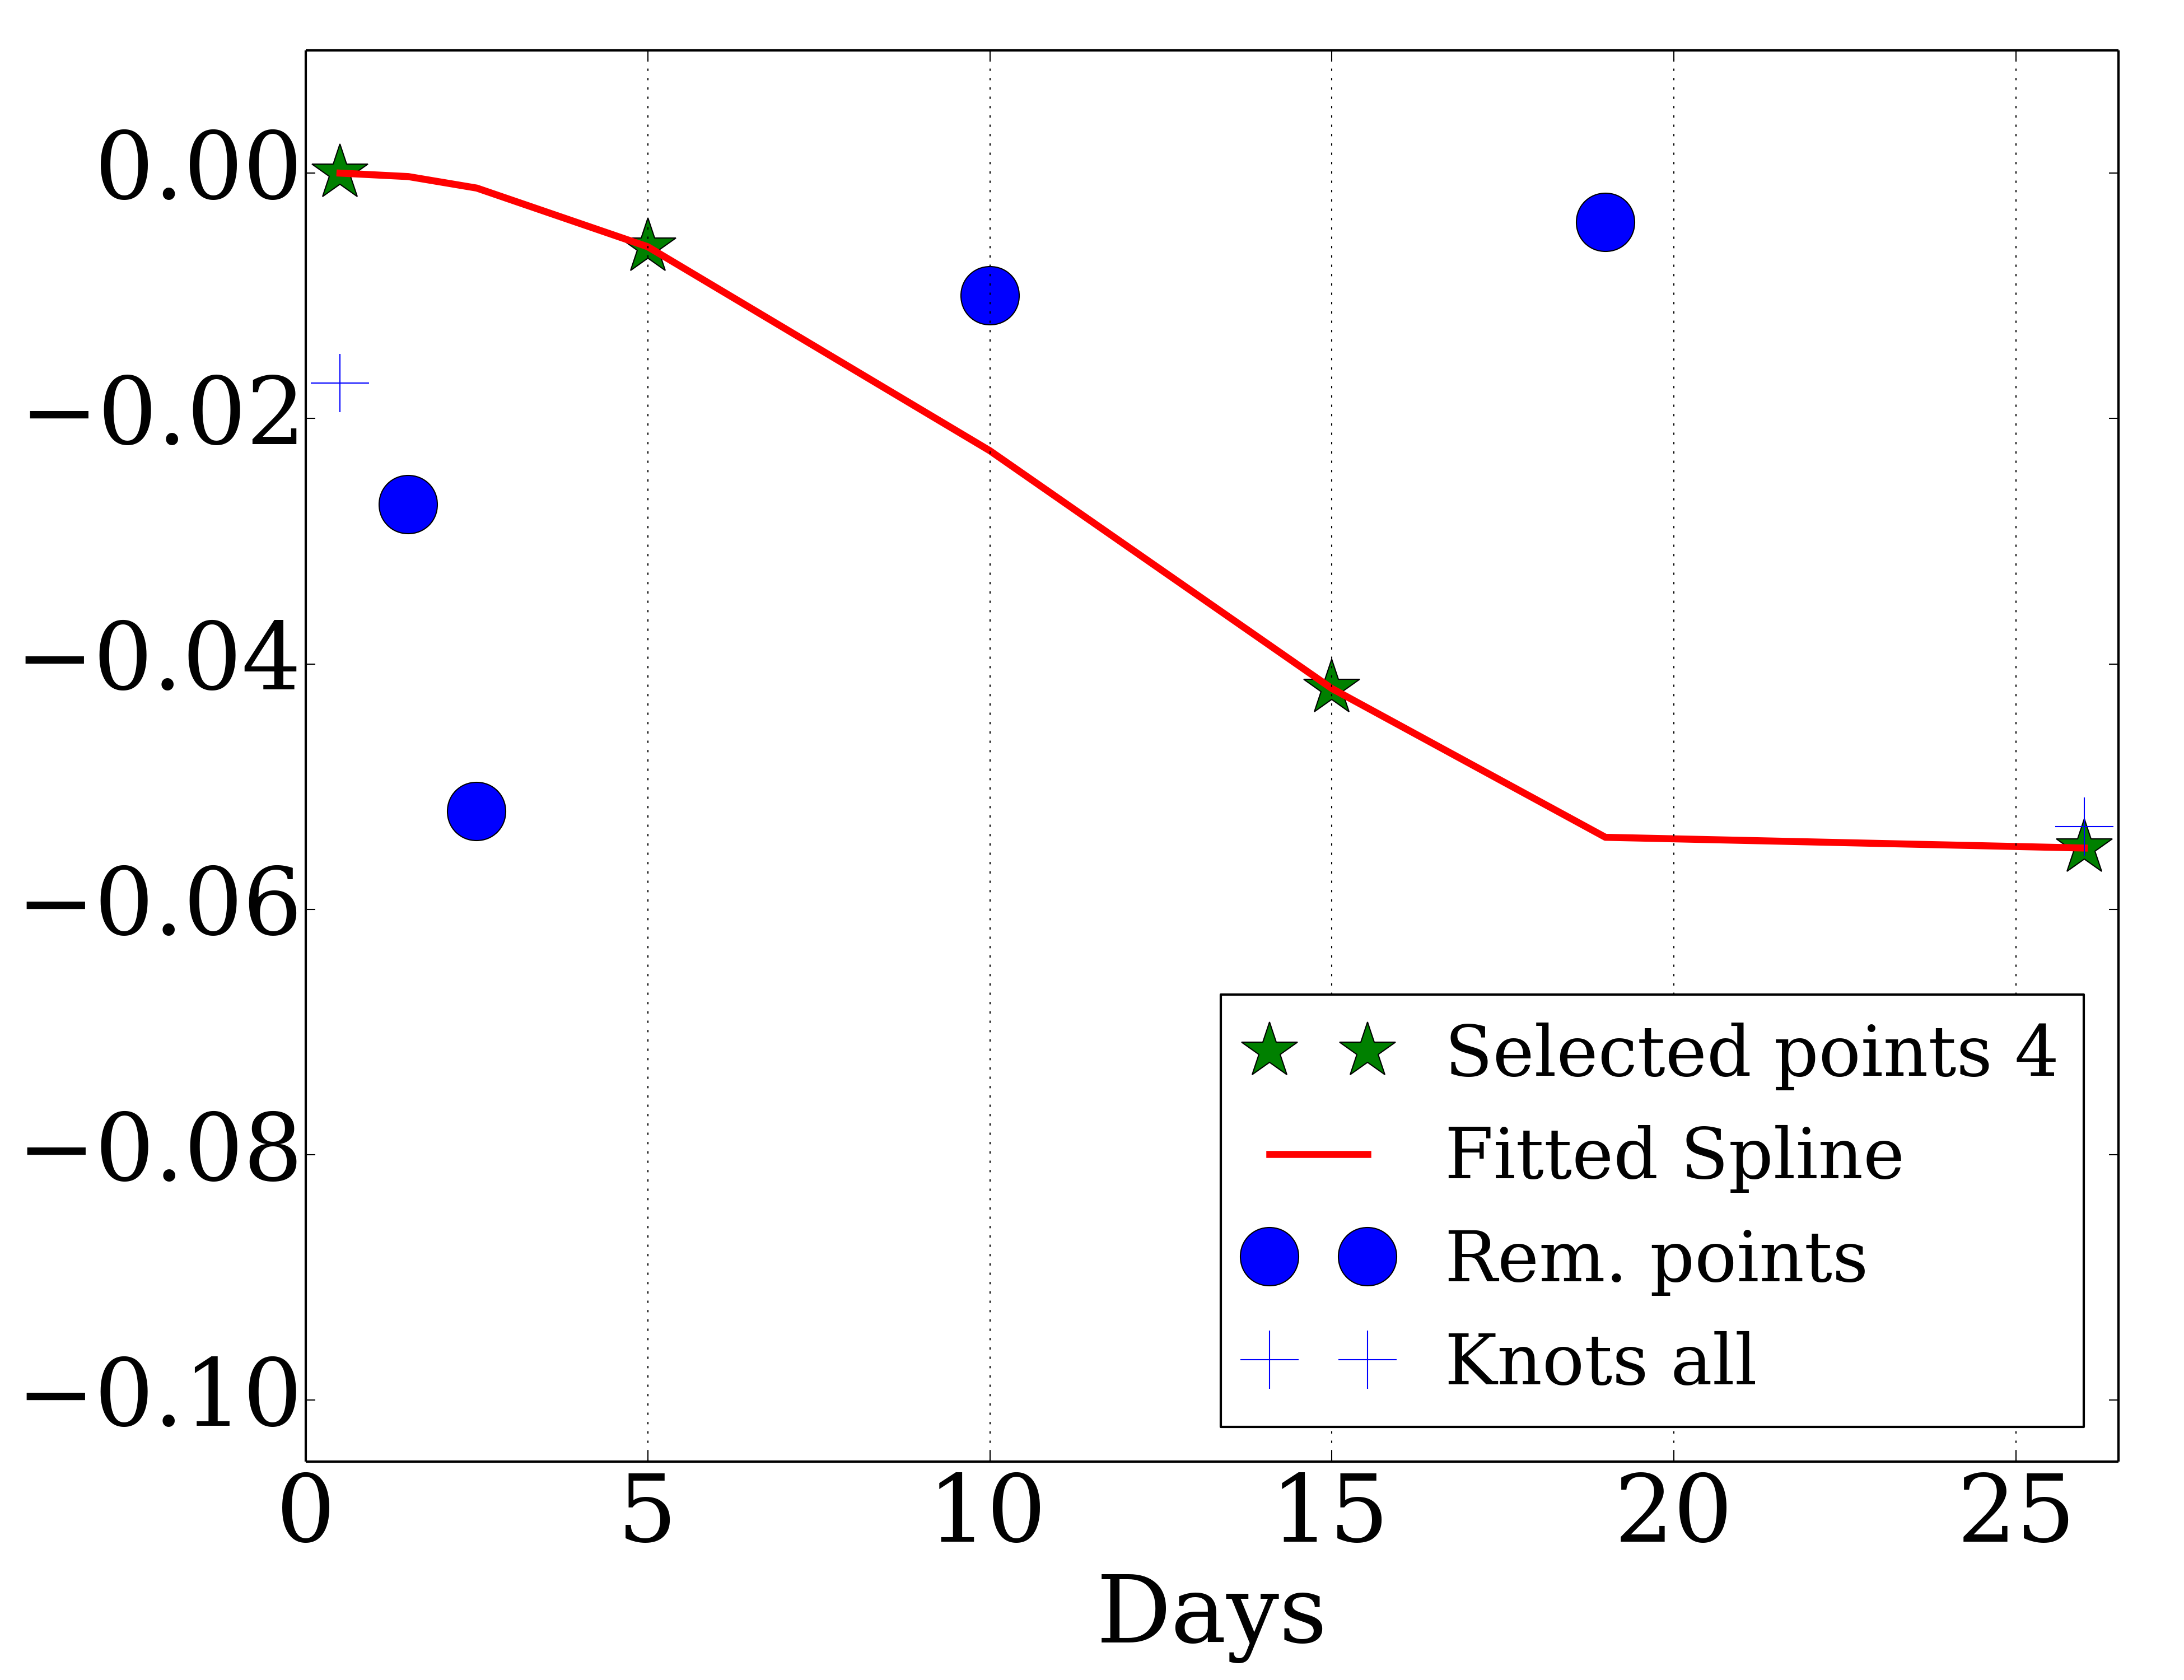 0.00
−0.02
−0.04
−0.06
−0.08
−0.10
Selected points 4
Fitted Spline
Rem. points
Knots all
0 5 10 15 20 25
Days